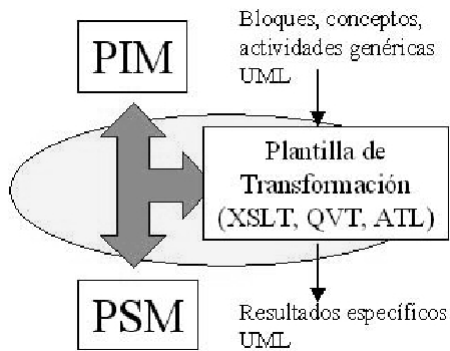 Bloques, conceptos,
actividades genéricas
UML
PIM
Plantilla de
Transformación
(XSLT, QVT, ATL)
PSM
Resultados específicos
UML